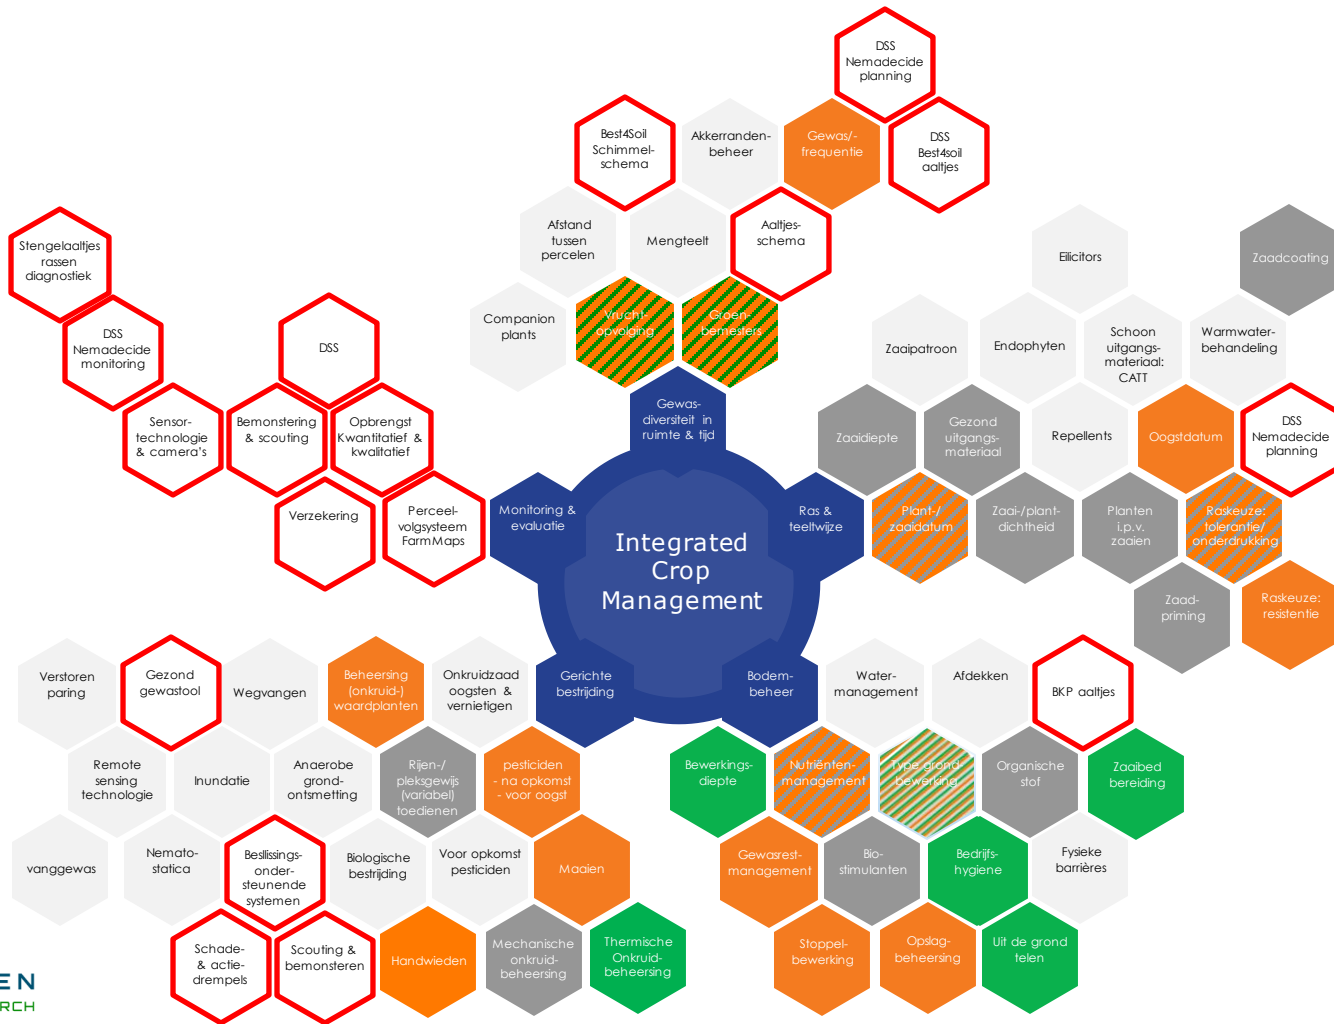 DSS
Nemadecide
planning
Best4Soil
Schimmel-
schema
Akkerranden-
beheer
Gewas/-
frequentie
DSS
Best4soil
aaltjes
Afstand
tussen
percelen
Mengteelt
Aaltjes-
schema
Companion
plants
Vrucht-
opvolging
Groen-
bemesters
Gewas-
diversiteit in
ruimte & tijd
Stengelaaltjes
rassen
diagnostiek
DSS
Nemadecide
monitoring
DSS
Sensor-
technologie
& camera's
Bemonstering
& scouting
Opbrengst
Kwantitatief &
kwalitatief
Verzekering
Perceel-
volgsysteem
FarmMaps
Monitoring &
evaluatie
Integrated
Crop
Management
Eilicitors
Zaadcoating
Zaaipatroon
Endophyten
Schoon
uitgangs-
materiaal:
CATT
Warmwater-
behandeling
Zaaidiepte
Gezond
uitgangs-
materiaal
Repellents
Oogstdatum
DSS
Nemadecide
planning
Ras &
teeltwijze
Plant-/
zaaidatum
Zaai-/plant-
dichtheid
Planten
i.p.v.
zaaien
Raskeuze:
tolerantie/
onderdrukking
Zaad-
priming
Raskeuze:
resistentie
Verstoren
paring
Gezond
gewastool
Wegvangen
Beheersing
(onkruid-)
waardplanten
Onkruidzaad
oogsten &
vernietigen
Gerichte
bestrijding
Remote
sensing
technologie
Inundatie
Anaerobe
grond-
ontsmetting
Rijen-/
pleksgewijs
(variabel)
toedienen
pesticiden
- na opkomst
- voor oogst
vanggewas
Nemato-
statica
Besllissings-
onder-
steunende
systemen
Biologische
bestrijding
Voor opkomst
pesticiden
Maaien
Schade-
& actie-
drempels
Scouting &
bemonsteren
Handwieden
Mechanische
onkruid-
beheersing
Thermische
Onkruid-
beheersing
Bodem-
beheer
Water-
management
Afdekken
BKP aaltjes
Bewerkings-
diepte
Nutriënten-
management
Type grond
bewerking
Organische
stof
Zaaibed
bereiding
Gewasrest-
management
Bio-
stimulanten
Bedrijfs-
hygiene
Fysieke
barrières
Stoppel-
bewerking
Opslag-
beheersing
Uit de grond
telen
EN
RCH